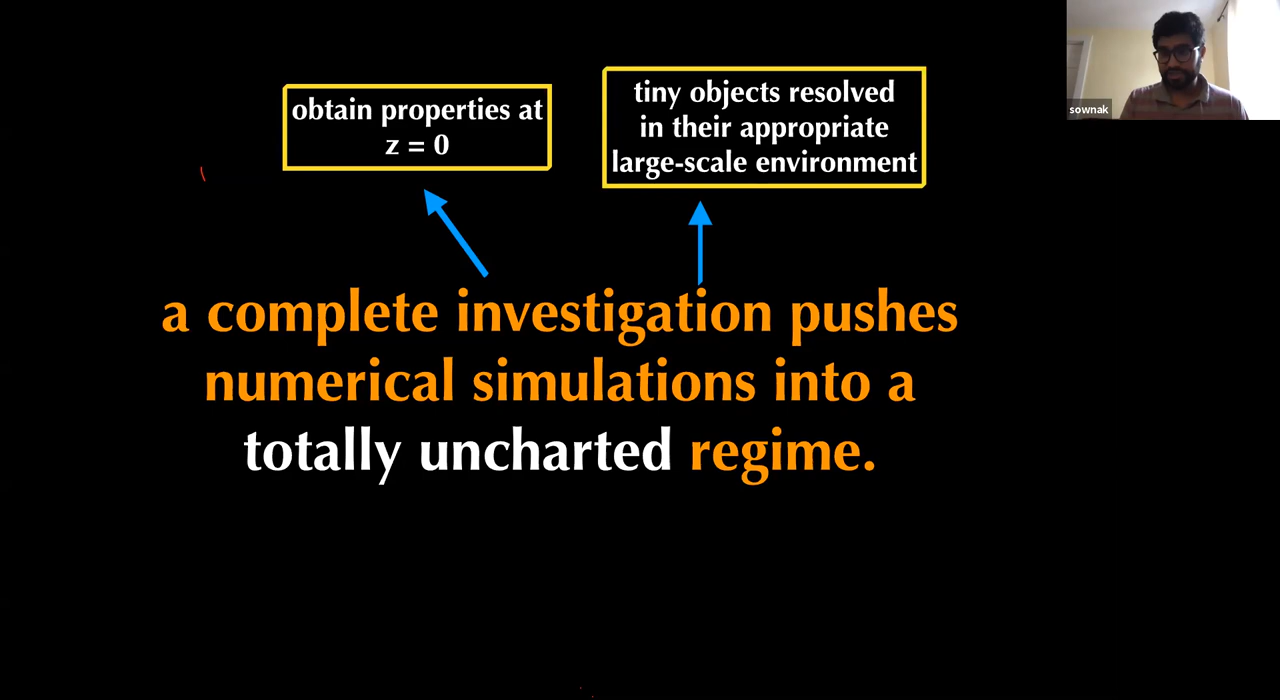 obtain properties at
z = 0
tiny objects resolved
in their appropriate
large-scale environment
sownak
a complete investigation pushes
numerical simulations into a
totally uncharted regime.